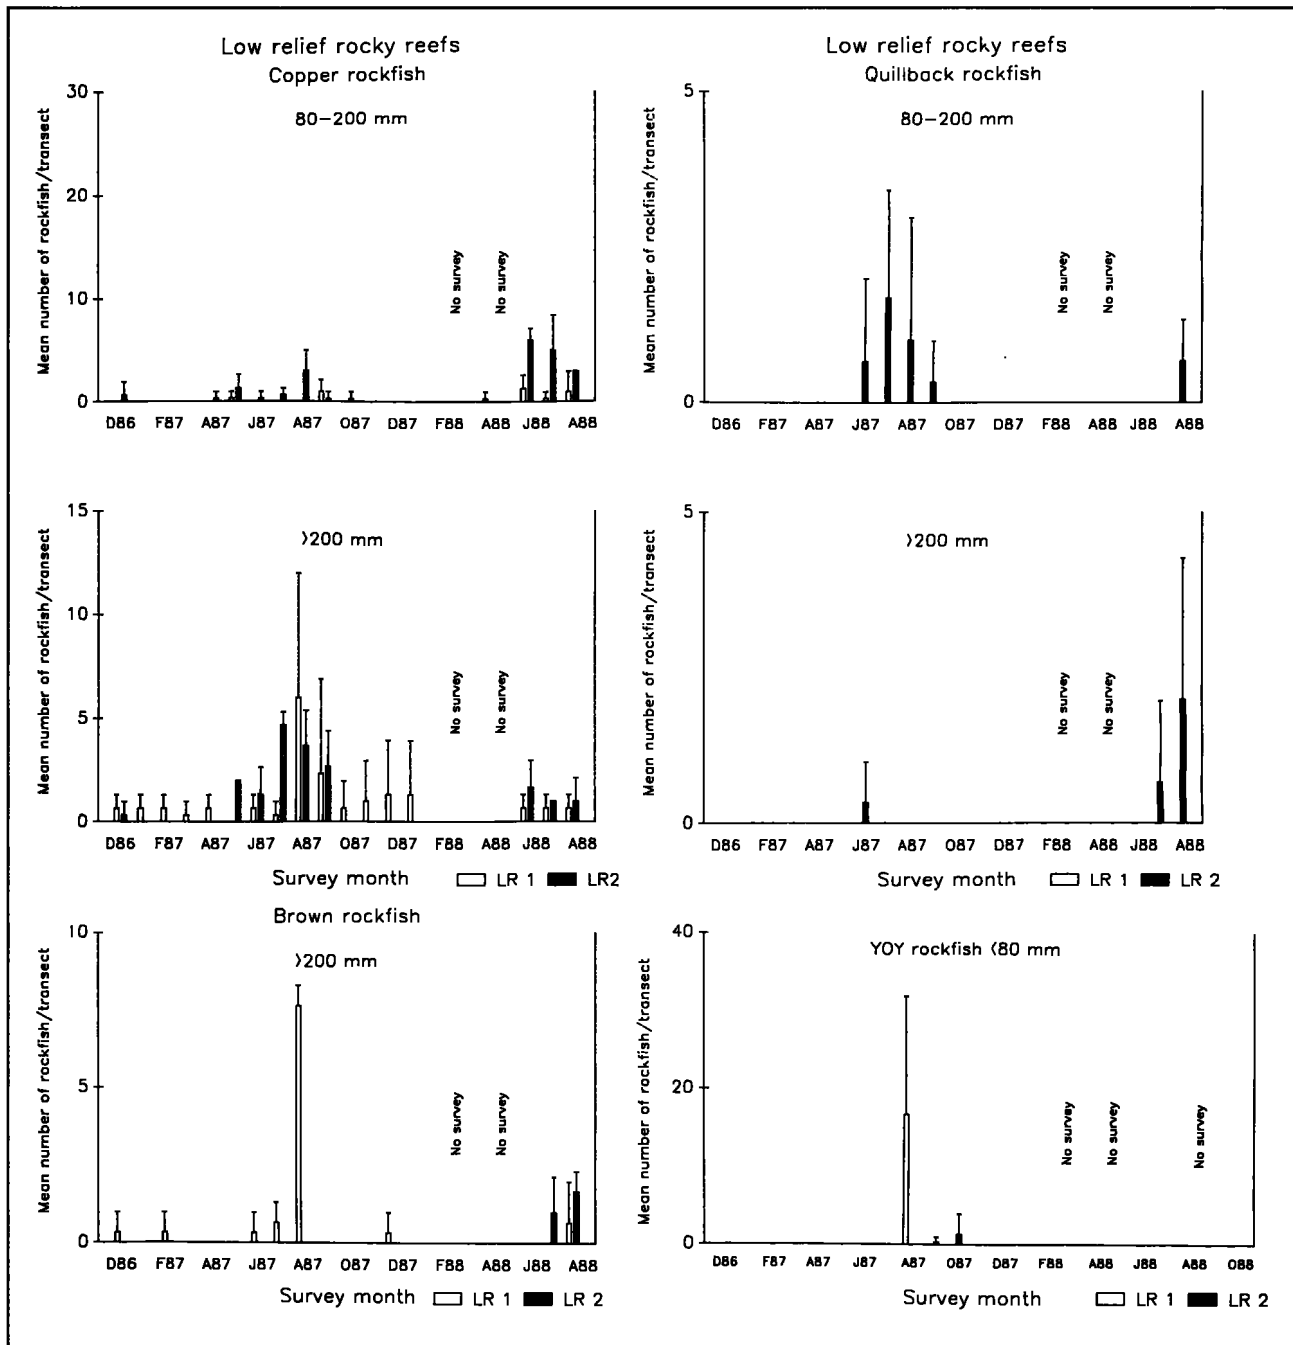 Low relief rocky reefs
Copper rockfish
80-200 mm
Mean number of rockfish/transect
30
20
10
0
No survey
No survey
D86 F87 A87 J87 A87 O87 D87 F88 A88 J88 A88
Low relief rocky reefs
Quillback rockfish
80-200 mm
Mean number of rockfish/transect
5
0
No survey
No survey
D86 F87 A87 J87 A87 O87 D87 F88 A88 J88 A88
>200 mm
Mean number of rockfish/transect
15
10
5
0
No survey
No survey
D86 F87 A87 J87 A87 O87 D87 F88 A88 J88 A88
Survey month LR 1 LR2
>200 mm
Mean number of rockfish/transect
5
0
No survey
No survey
D86 F87 A87 J87 A87 O87 D87 F88 A88 J88 A88
Survey month LR 1 LR 2
Brown rockfish
>200 mm
Mean number of rockfish/transect
10
5
0
No survey
No survey
D86 F87 A87 J87 A87 O87 D87 F88 A88 J88 A88
Survey month LR 1 LR 2
YOY rockfish <80 mm
Mean number of rockfish/transect
40
20
0
No survey
No survey
No survey
D86 F87 A87 J87 A87 O87 D87 F88 A88 J88 A88 O88
Survey month LR 1 LR 2